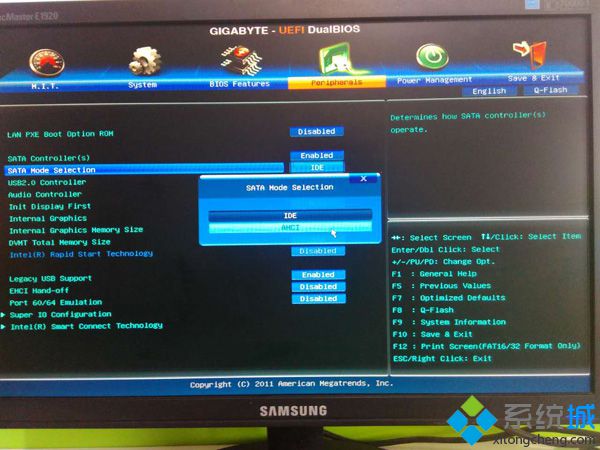 ncMaster E1920
GIGABYTE - UEFI DualBIOS
M.I.T.
System
BIOS Features
Peripherals
Power Management
Save & Exit
English
Q-Flash
LAN PXE Boot Option ROM
Disabled
SATA Controller(s)
Enabled
SATA Mode Selection
IDE
USB2.0 Controller
Audio Controller
Init Display First
Internal Graphics
Internal Graphics Memory Size
DVMT Total Memory Size
Intel(R) Rapid Start Technology
Disabled
Legacy USB Support
Enabled
EHCI Hand-off
Disabled
Port 60/64 Emulation
Disabled
Super IO Configuration
Intel(R) Smart Connect Technology
SATA Mode Selection
X
IDE
AHCI
Determines how SATA controller(s)
operate.
: Select Screen ↑↓/Click: Select Item
Enter/Dbl Click: Select
+/-/PU/PD: Change Opt.
F1 : General Help
F5 : Previous Values
F7 : Optimized Defaults
F8 : Q-Flash
F9 : System Information
F10 : Save & Exit
F12 : Print Screen(FAT16/32 Format Only)
ESC/Right Click: Exit
Copyright (C) 2011 American Megatrends, Inc.
SAMSUNG
系统城
xitongcheng.com